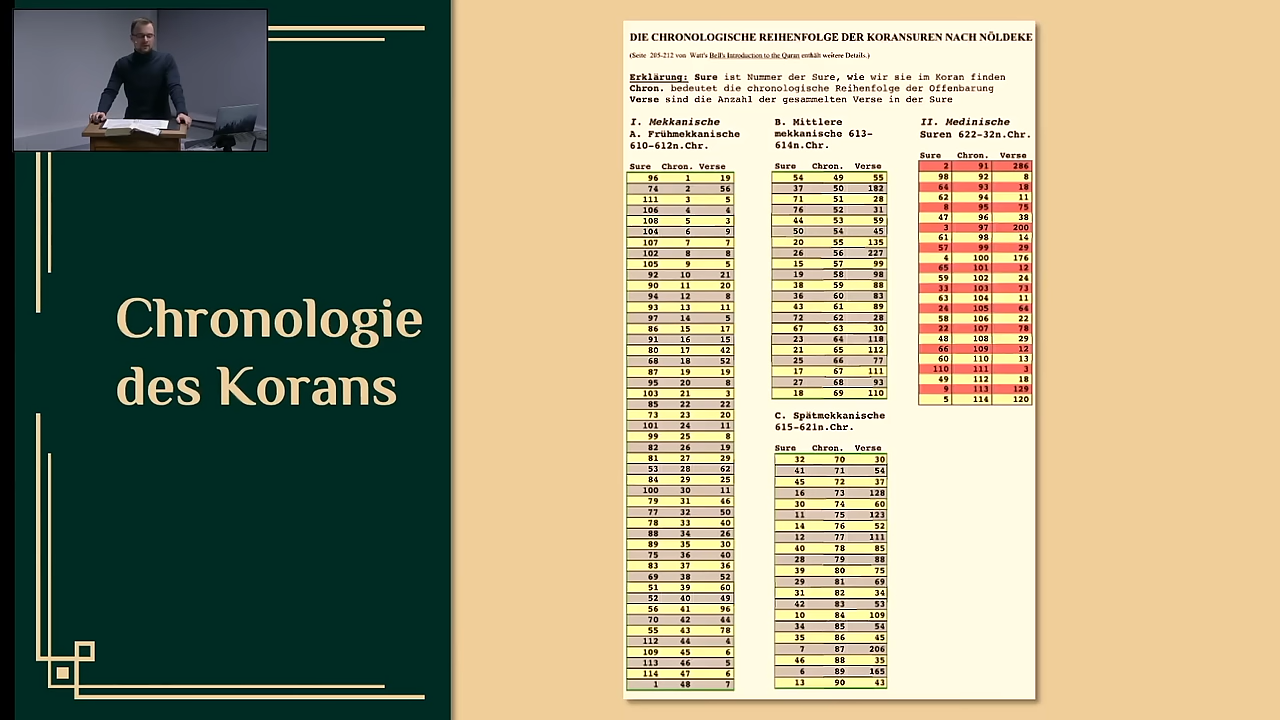 Chronologie
des Korans
DIE CHRONOLOGISCHE REIHENFOLGE DER KORANSUREN NACH NÖLDEKE
(Seite 205-212 von Watt's Bell's Introduction to the Quran enthält weitere Details.)
Erklärung: Sure ist Nummer der Sure, wie wir sie im Koran finden
Chron. bedeutet die chronologische Reihenfolge der Offenbarung
Verse sind die Anzahl der gesammelten Verse in der Sure
I. Mekkanische
A. Frühmekkanische
610-612n.Chr.
Sure Chron. Verse
96 1 19
74 2 56
111 3 5
106 4 4
108 5 3
104 6 9
107 7 7
102 8 8
105 9 5
92 10 21
90 11 20
94 12 8
93 13 11
97 14 5
86 15 17
91 16 15
80 17 42
68 18 52
87 19 19
95 20 8
103 21 3
85 22 22
73 23 20
101 24 11
99 25 8
82 26 19
81 27 29
53 28 62
84 29 25
100 30 11
79 31 46
77 32 50
78 33 40
88 34 26
89 35 30
75 36 40
83 37 36
69 38 52
51 39 60
52 40 49
56 41 96
70 42 44
55 43 78
112 44 4
109 45 6
113 46 5
114 47 6
1 48 7
B. Mittlere
mekkanische 613-
614n.Chr.
Sure Chron. Verse
54 49 55
37 50 182
71 51 28
76 52 31
44 53 59
50 54 45
20 55 135
26 56 227
15 57 99
19 58 98
38 59 88
36 60 83
43 61 89
72 62 28
67 63 30
23 64 118
21 65 112
25 66 77
17 67 111
27 68 93
18 69 110
C. Spätmekkanische
615-621n.Chr.
Sure Chron. Verse
32 70 30
41 71 54
45 72 37
16 73 128
30 74 60
11 75 123
14 76 52
12 77 111
40 78 85
28 79 88
39 80 75
29 81 69
31 82 34
42 83 53
10 84 109
34 85 54
35 86 45
7 87 206
46 88 35
6 89 165
13 90 43
II. Medinische
Suren 622-32n.Chr.
Sure Chron. Verse
2 91 286
98 92 8
64 93 18
62 94 11
8 95 75
47 96 38
3 97 200
61 98 14
57 99 29
4 100 176
65 101 12
59 102 24
33 103 73
63 104 11
24 105 64
58 106 22
22 107 78
48 108 29
66 109 12
60 110 13
110 111 3
49 112 18
9 113 129
5 114 120